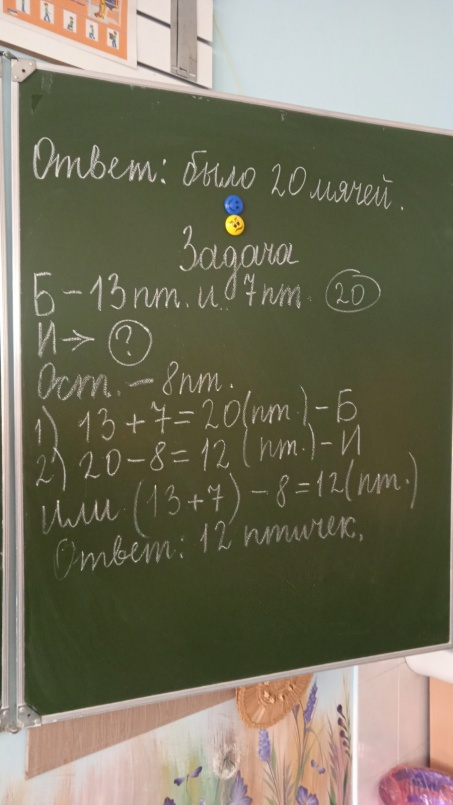 Ответ: было 20 мячей.
Задача
Б – 13 пт. и 7 пт. 20
И → ?
Ост. – 8 пт.
1) 13 + 7 = 20 (пт.) – Б
2) 20 – 8 = 12 (пт.) – И
или (13 + 7) – 8 = 12 (пт.)
Ответ: 12 птичек.